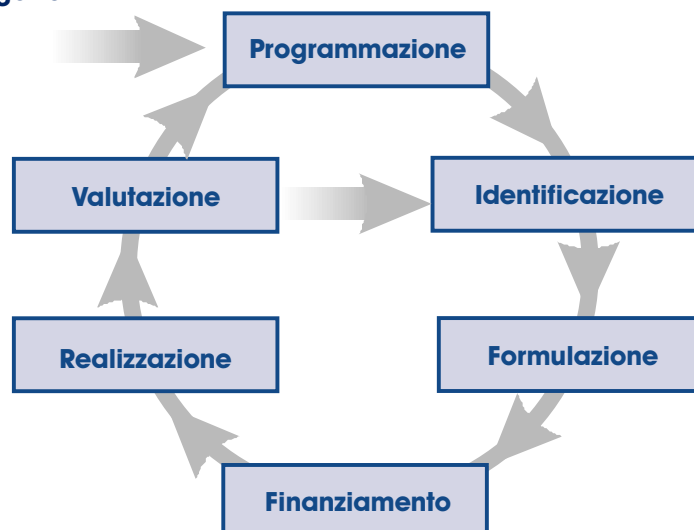 Programmazione
Valutazione
Identificazione
Realizzazione
Formulazione
Finanziamento